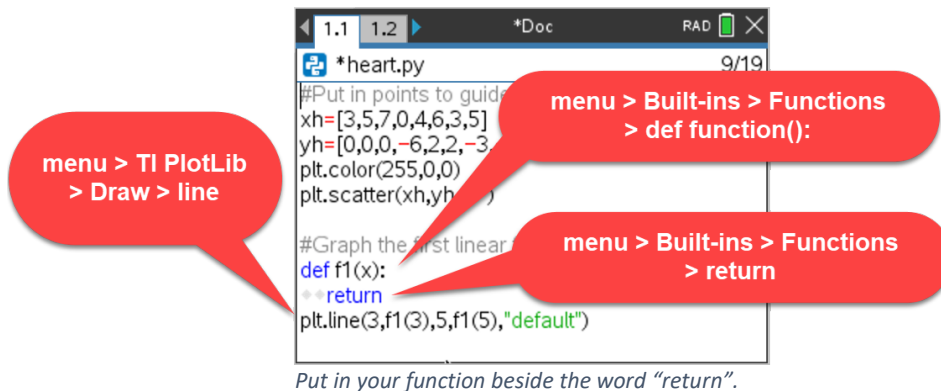 1.1 1.2 *Doc RAD
*heart.py 9/19
#Put in points to guide
xh=[3,5,7,0,4,6,3,5]
yh=[0,0,0,-6,2,2,-3,
plt.color(255,0,0)
plt.scatter(xh,yh
#Graph the first linear
def f1(x):
return
plt.line(3,f1(3),5,f1(5),"default")
menu > Built-ins > Functions
> def function():
menu > TI PlotLib
> Draw > line
menu > Built-ins > Functions
> return
Put in your function beside the word “return”.